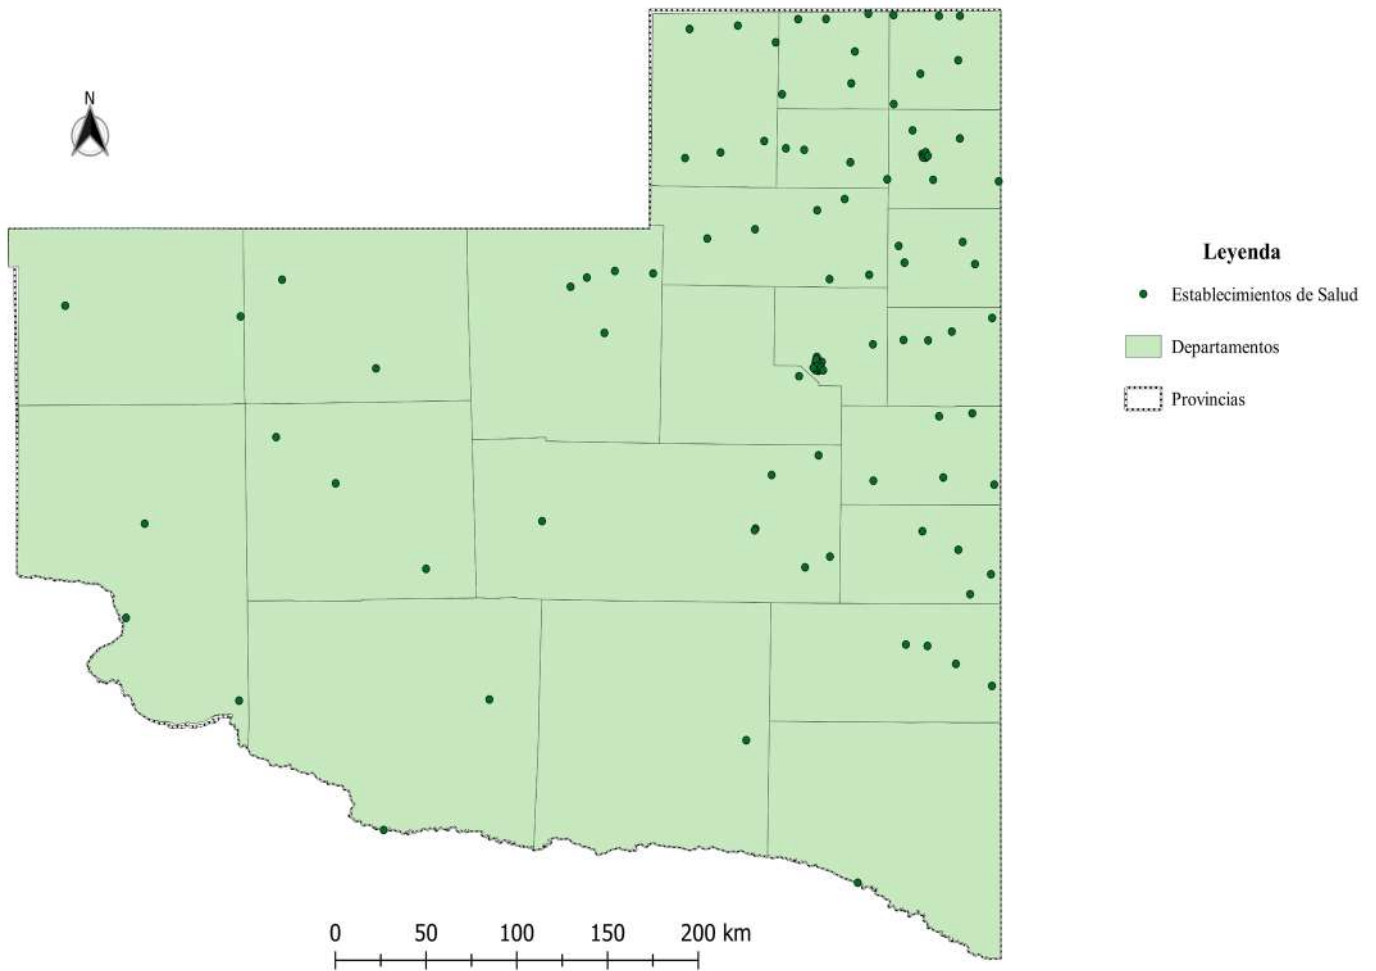 N
Leyenda
Establecimientos de Salud
Departamentos
Provincias
0 50 100 150 200 km